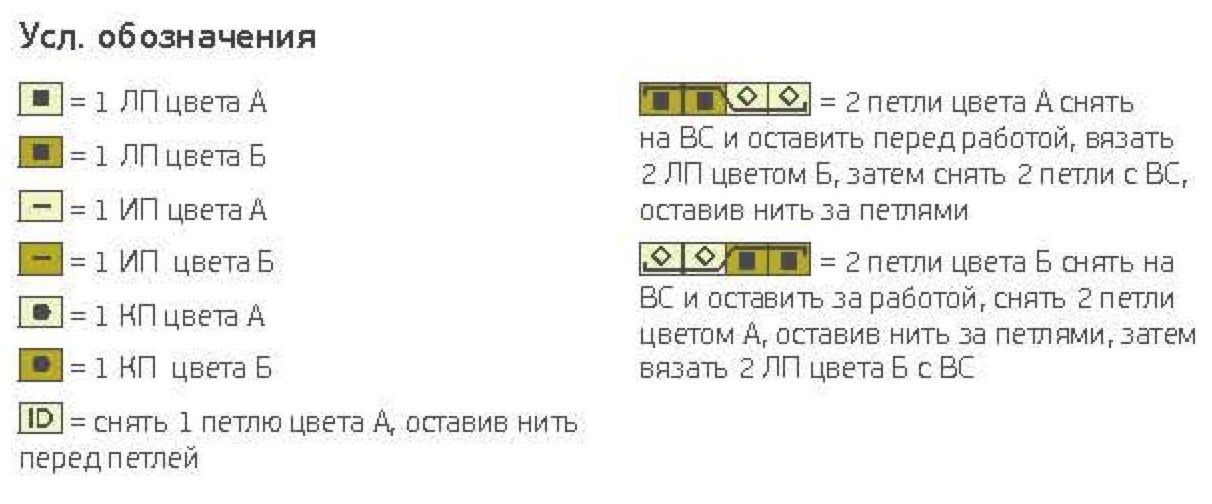 Усл. обозначения
= 1 ЛП цвета А
= 1 ЛП цвета Б
= 1 ИП цвета А
= 1 ИП цвета Б
= 1 КП цвета А
= 1 КП цвета Б
ID = снять 1 петлю цвета А, оставив нить
перед петлей
= 2 петли цвета А снять
на ВС и оставить перед работой, вязать
2 ЛП цветом Б, затем снять 2 петли с ВС,
оставив нить за петлями
= 2 петли цвета Б снять на
ВС и оставить за работой, снять 2 петли
цветом А, оставив нить за петлями, затем
вязать 2 ЛП цвета Б с ВС